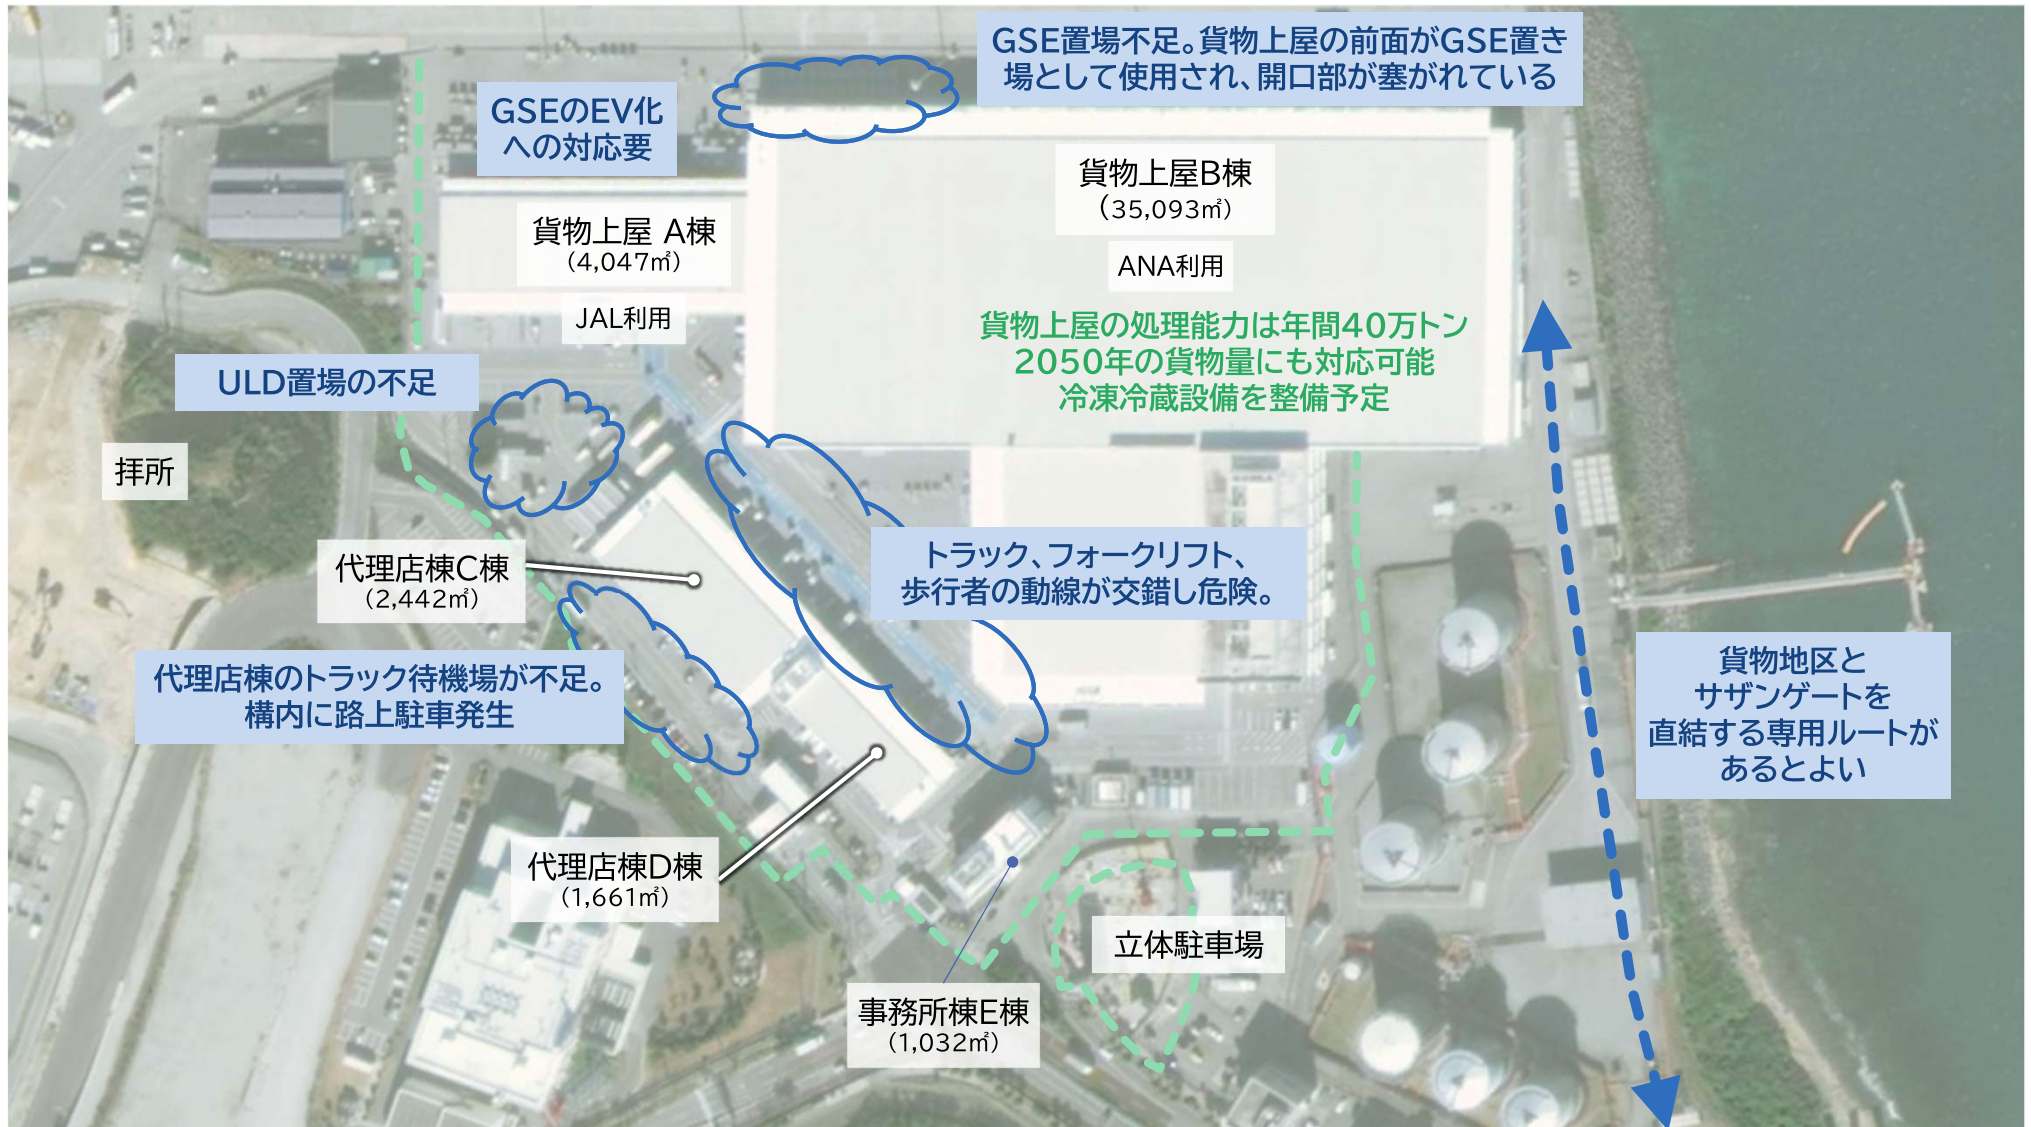 GSE置場不足。貨物上屋の前面がGSE置き
場として使用され、開口部が塞がれている
GSEのEV化
への対応要
貨物上屋B棟
（35,093㎡）
貨物上屋 A棟
（4,047㎡）
ANA利用
JAL利用
貨物上屋の処理能力は年間40万トン
2050年の貨物量にも対応可能
冷凍冷蔵設備を整備予定
ULD置場の不足
拝所
トラック、フォークリフト、
歩行者の動線が交錯し危険。
代理店棟C棟
（2,442㎡）
代理店棟のトラック待機場が不足。
構内に路上駐車発生
貨物地区と
サザンゲートを
直結する専用ルートが
あるとよい
代理店棟D棟
（1,661㎡）
立体駐車場
事務所棟E棟
（1,032㎡）